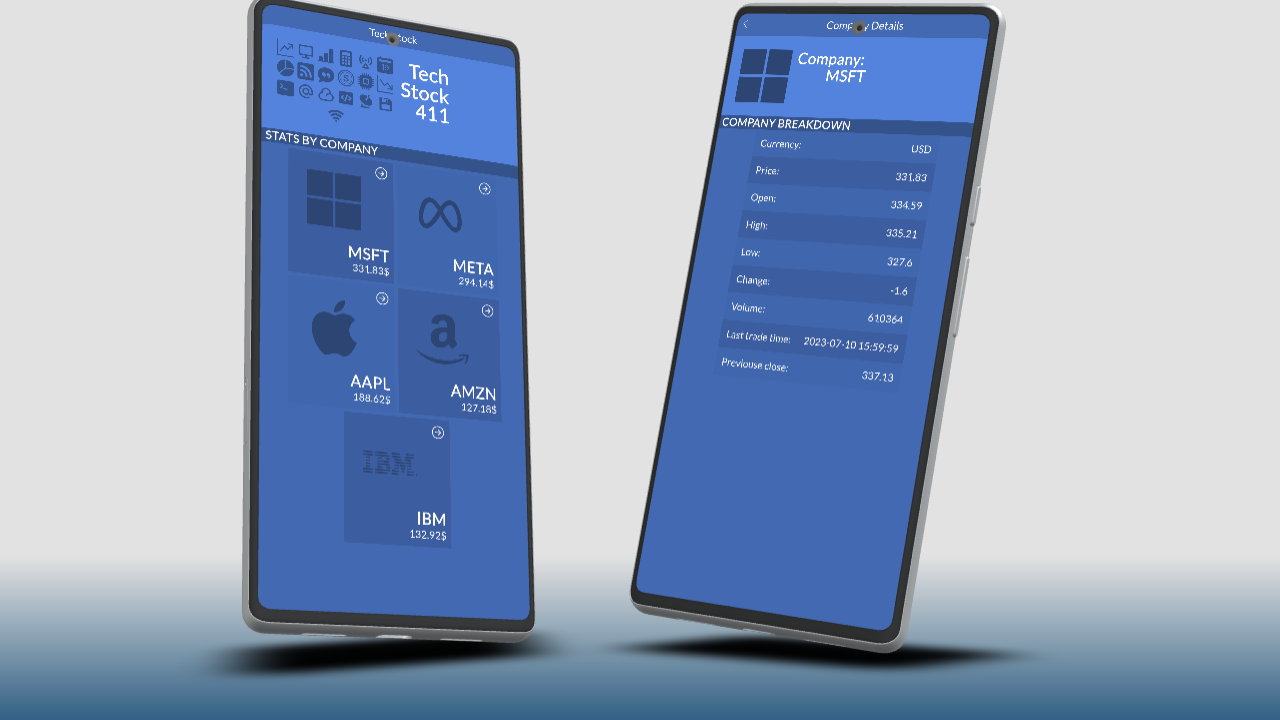 Tech Stock
Tech
Stock
411
STATS BY COMPANY
MSFT
331.83$
META
294.14$
AAPL
188.62$
AMZN
127.18$
IBM
IBM
132.92$
Company Details
Company:
MSFT
COMPANY BREAKDOWN
Currency: USD
Price: 331.83
Open: 334.59
High: 335.21
Low: 327.6
Change: -1.6
Volume: 610364
Last trade time: 2023-07-10 15:59:59
Previouse close: 337.13